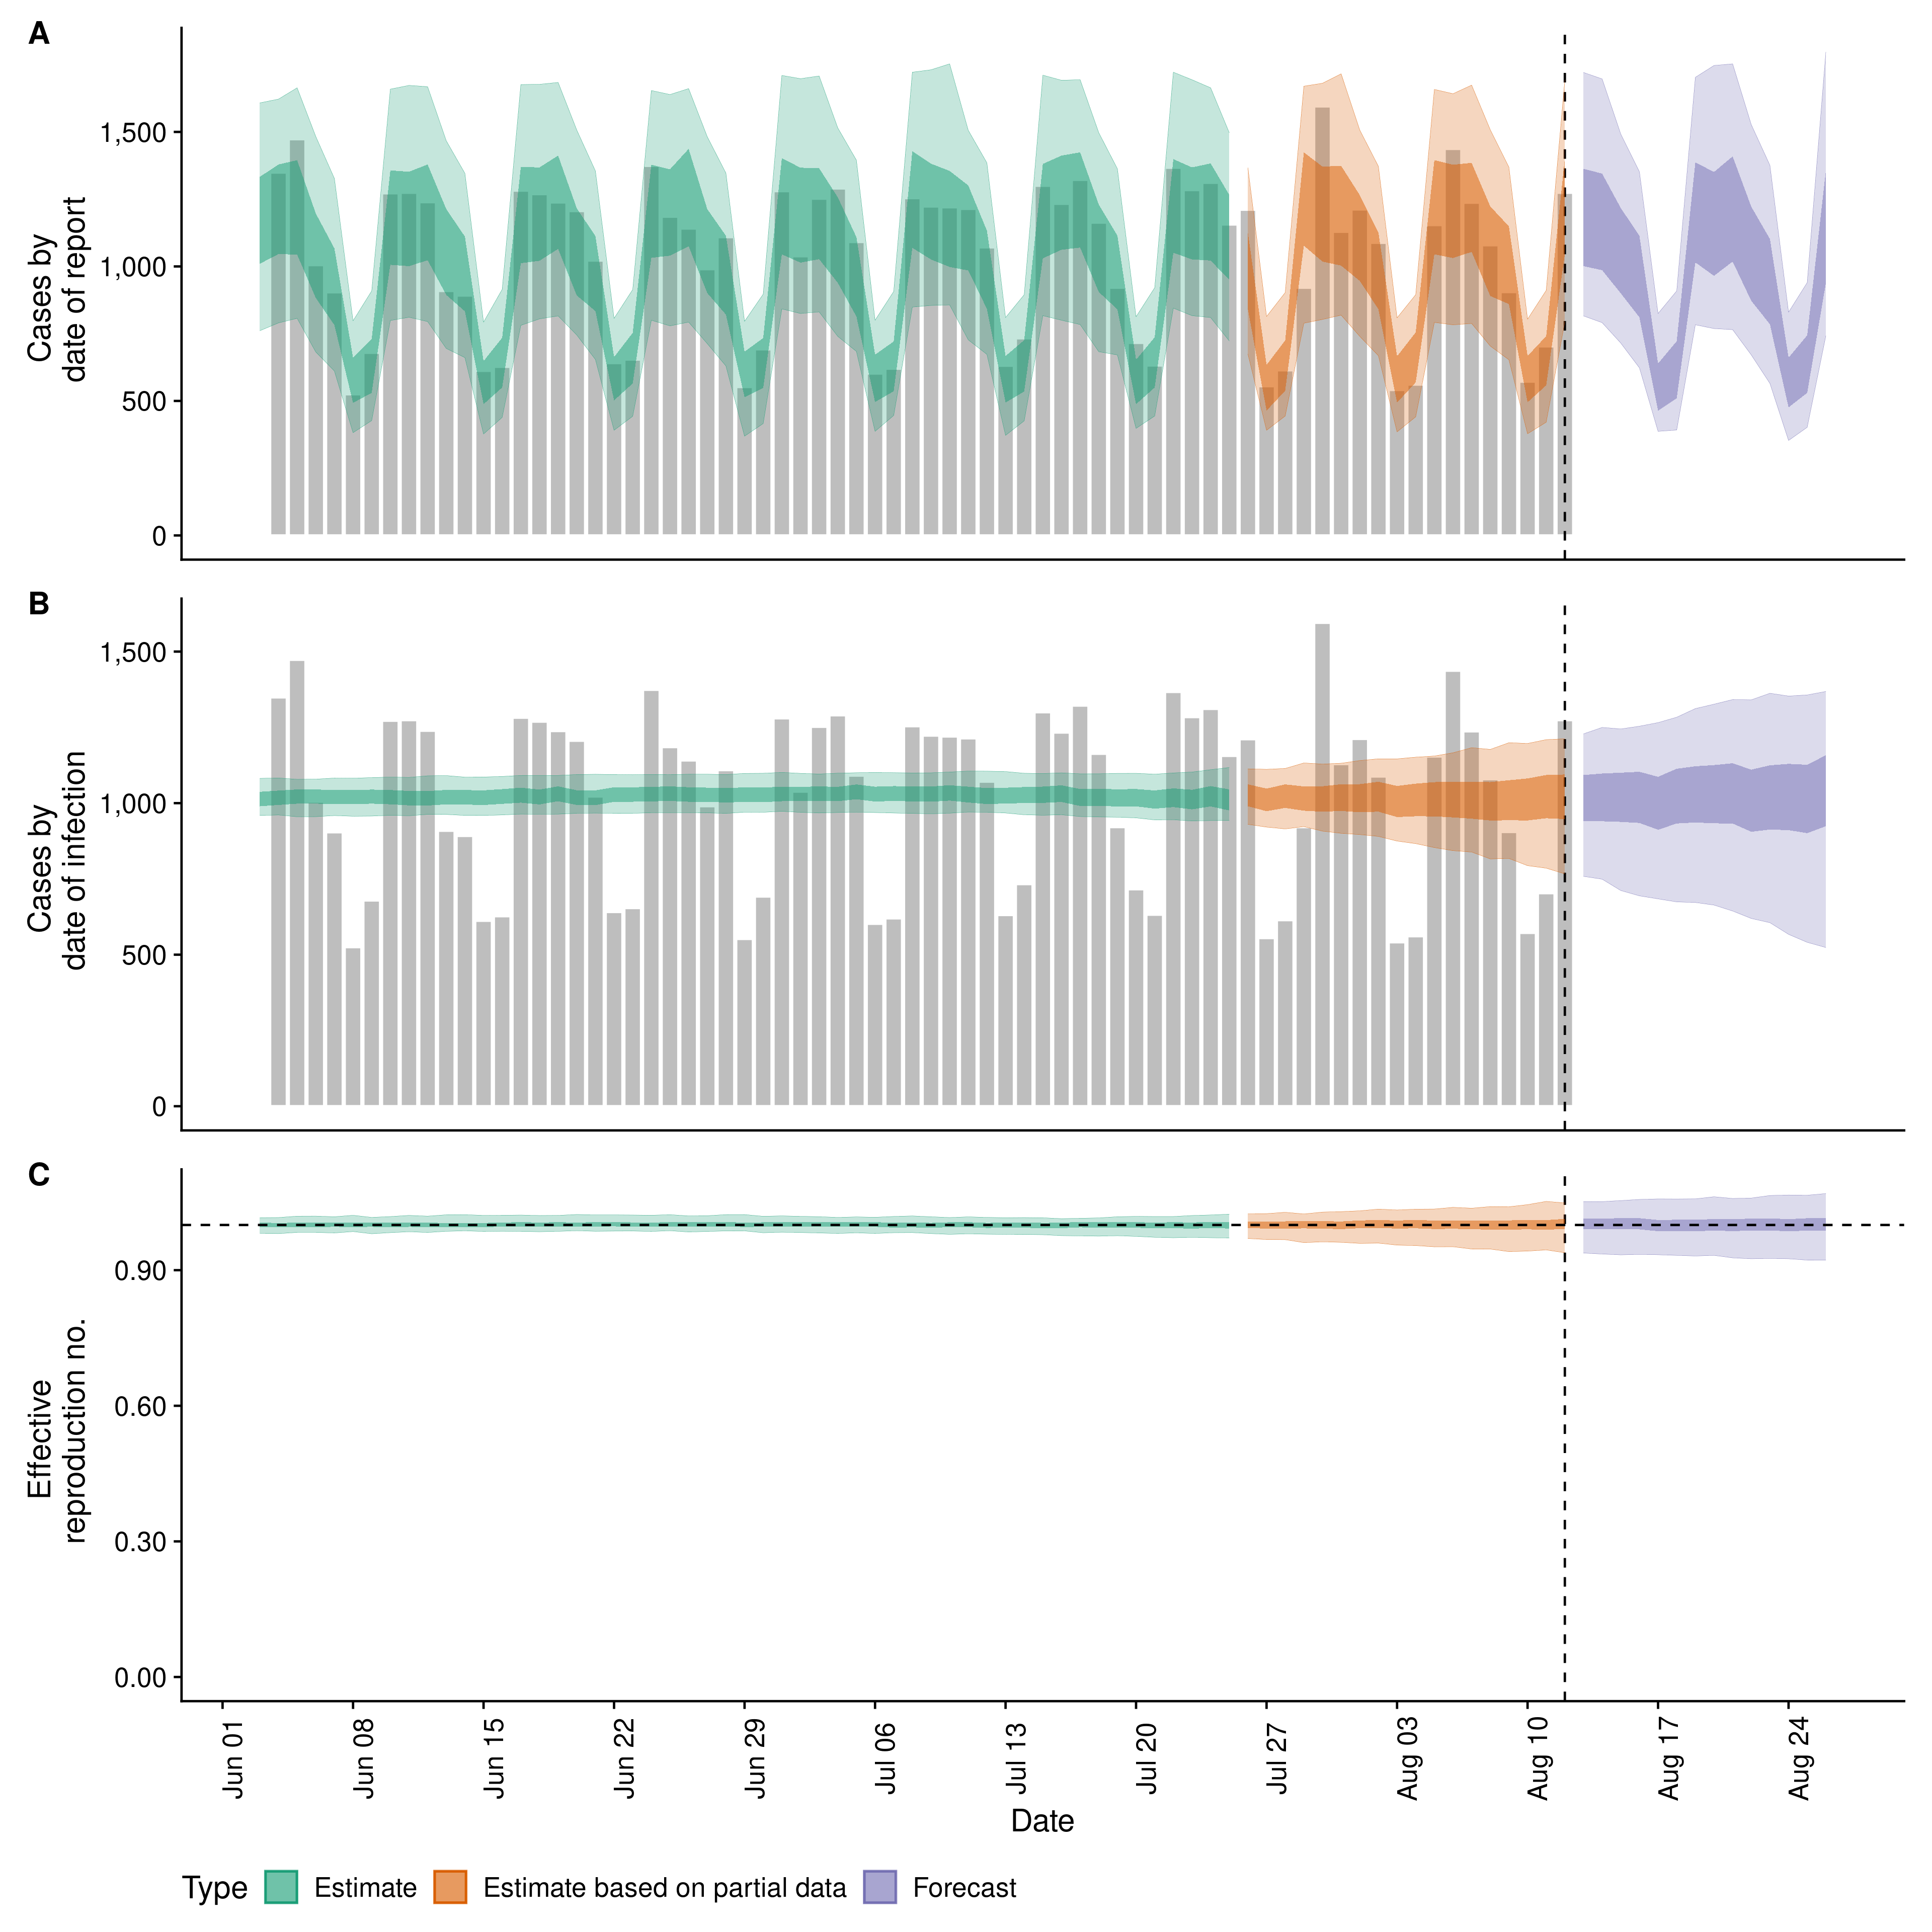 A
Cases by
date of report
1,500
1,000
500
0
B
Cases by
date of infection
1,500
1,000
500
0
C
Effective
reproduction no.
0.90
0.60
0.30
0.00
Jun 01
Jun 08
Jun 15
Jun 22
Jun 29
Jul 06
Jul 13
Jul 20
Jul 27
Aug 03
Aug 10
Aug 17
Aug 24
Date
Type Estimate Estimate based on partial data Forecast